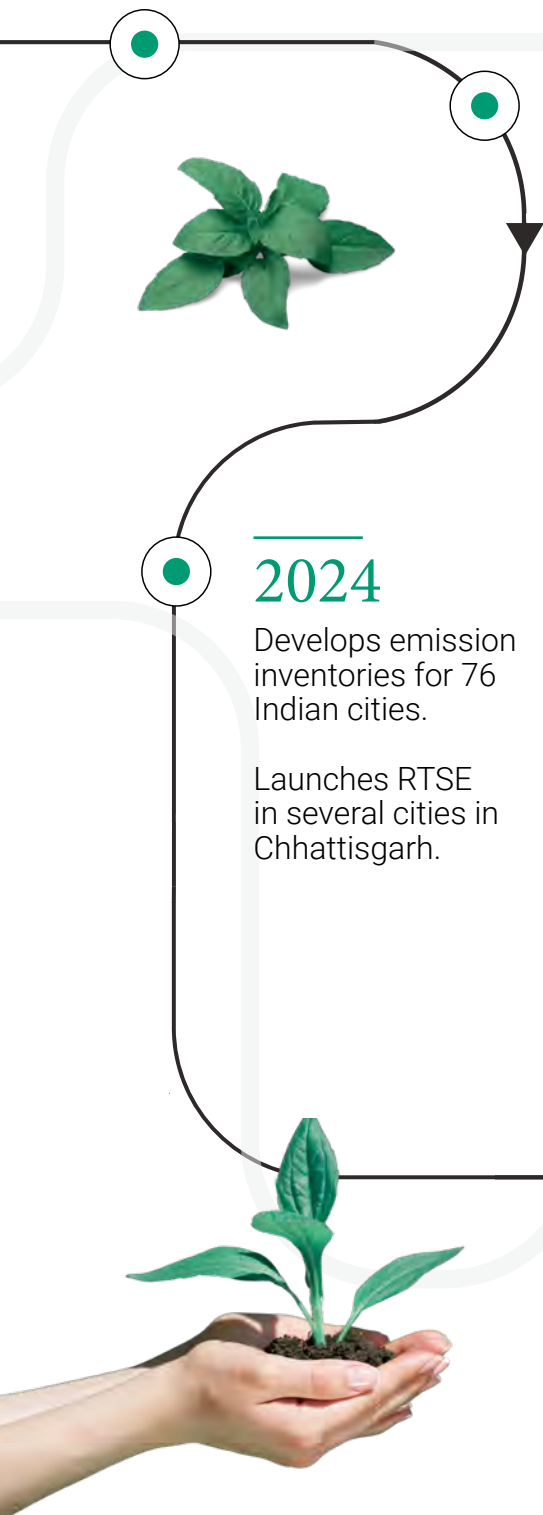 2024
Develops emission
inventories for 76
Indian cities.
Launches RTSE
in several cities in
Chhattisgarh.